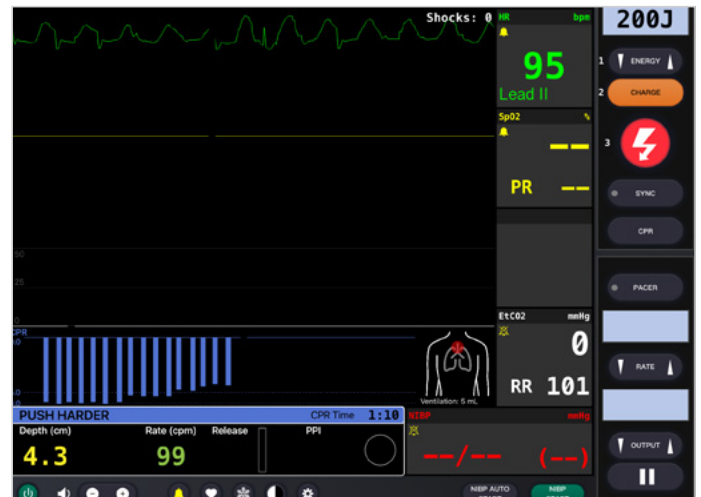 Shocks: 0
HR bpm
95
Lead II
SpO2 %
--
PR --
50
25
0
EtCO2 mmHg
0
RR 101
CPR
Ventilation: 5 mL
PUSH HARDER CPR Time 1:10
Depth (cm) Rate (cpm) Release PPI
4.3 99
NIBP mmHg
--/-- (--)
NIBP AUTO
NIBP
200J
1 ENERGY
2 CHARGE
3
SYNC
CPR
PACER
RATE
OUTPUT